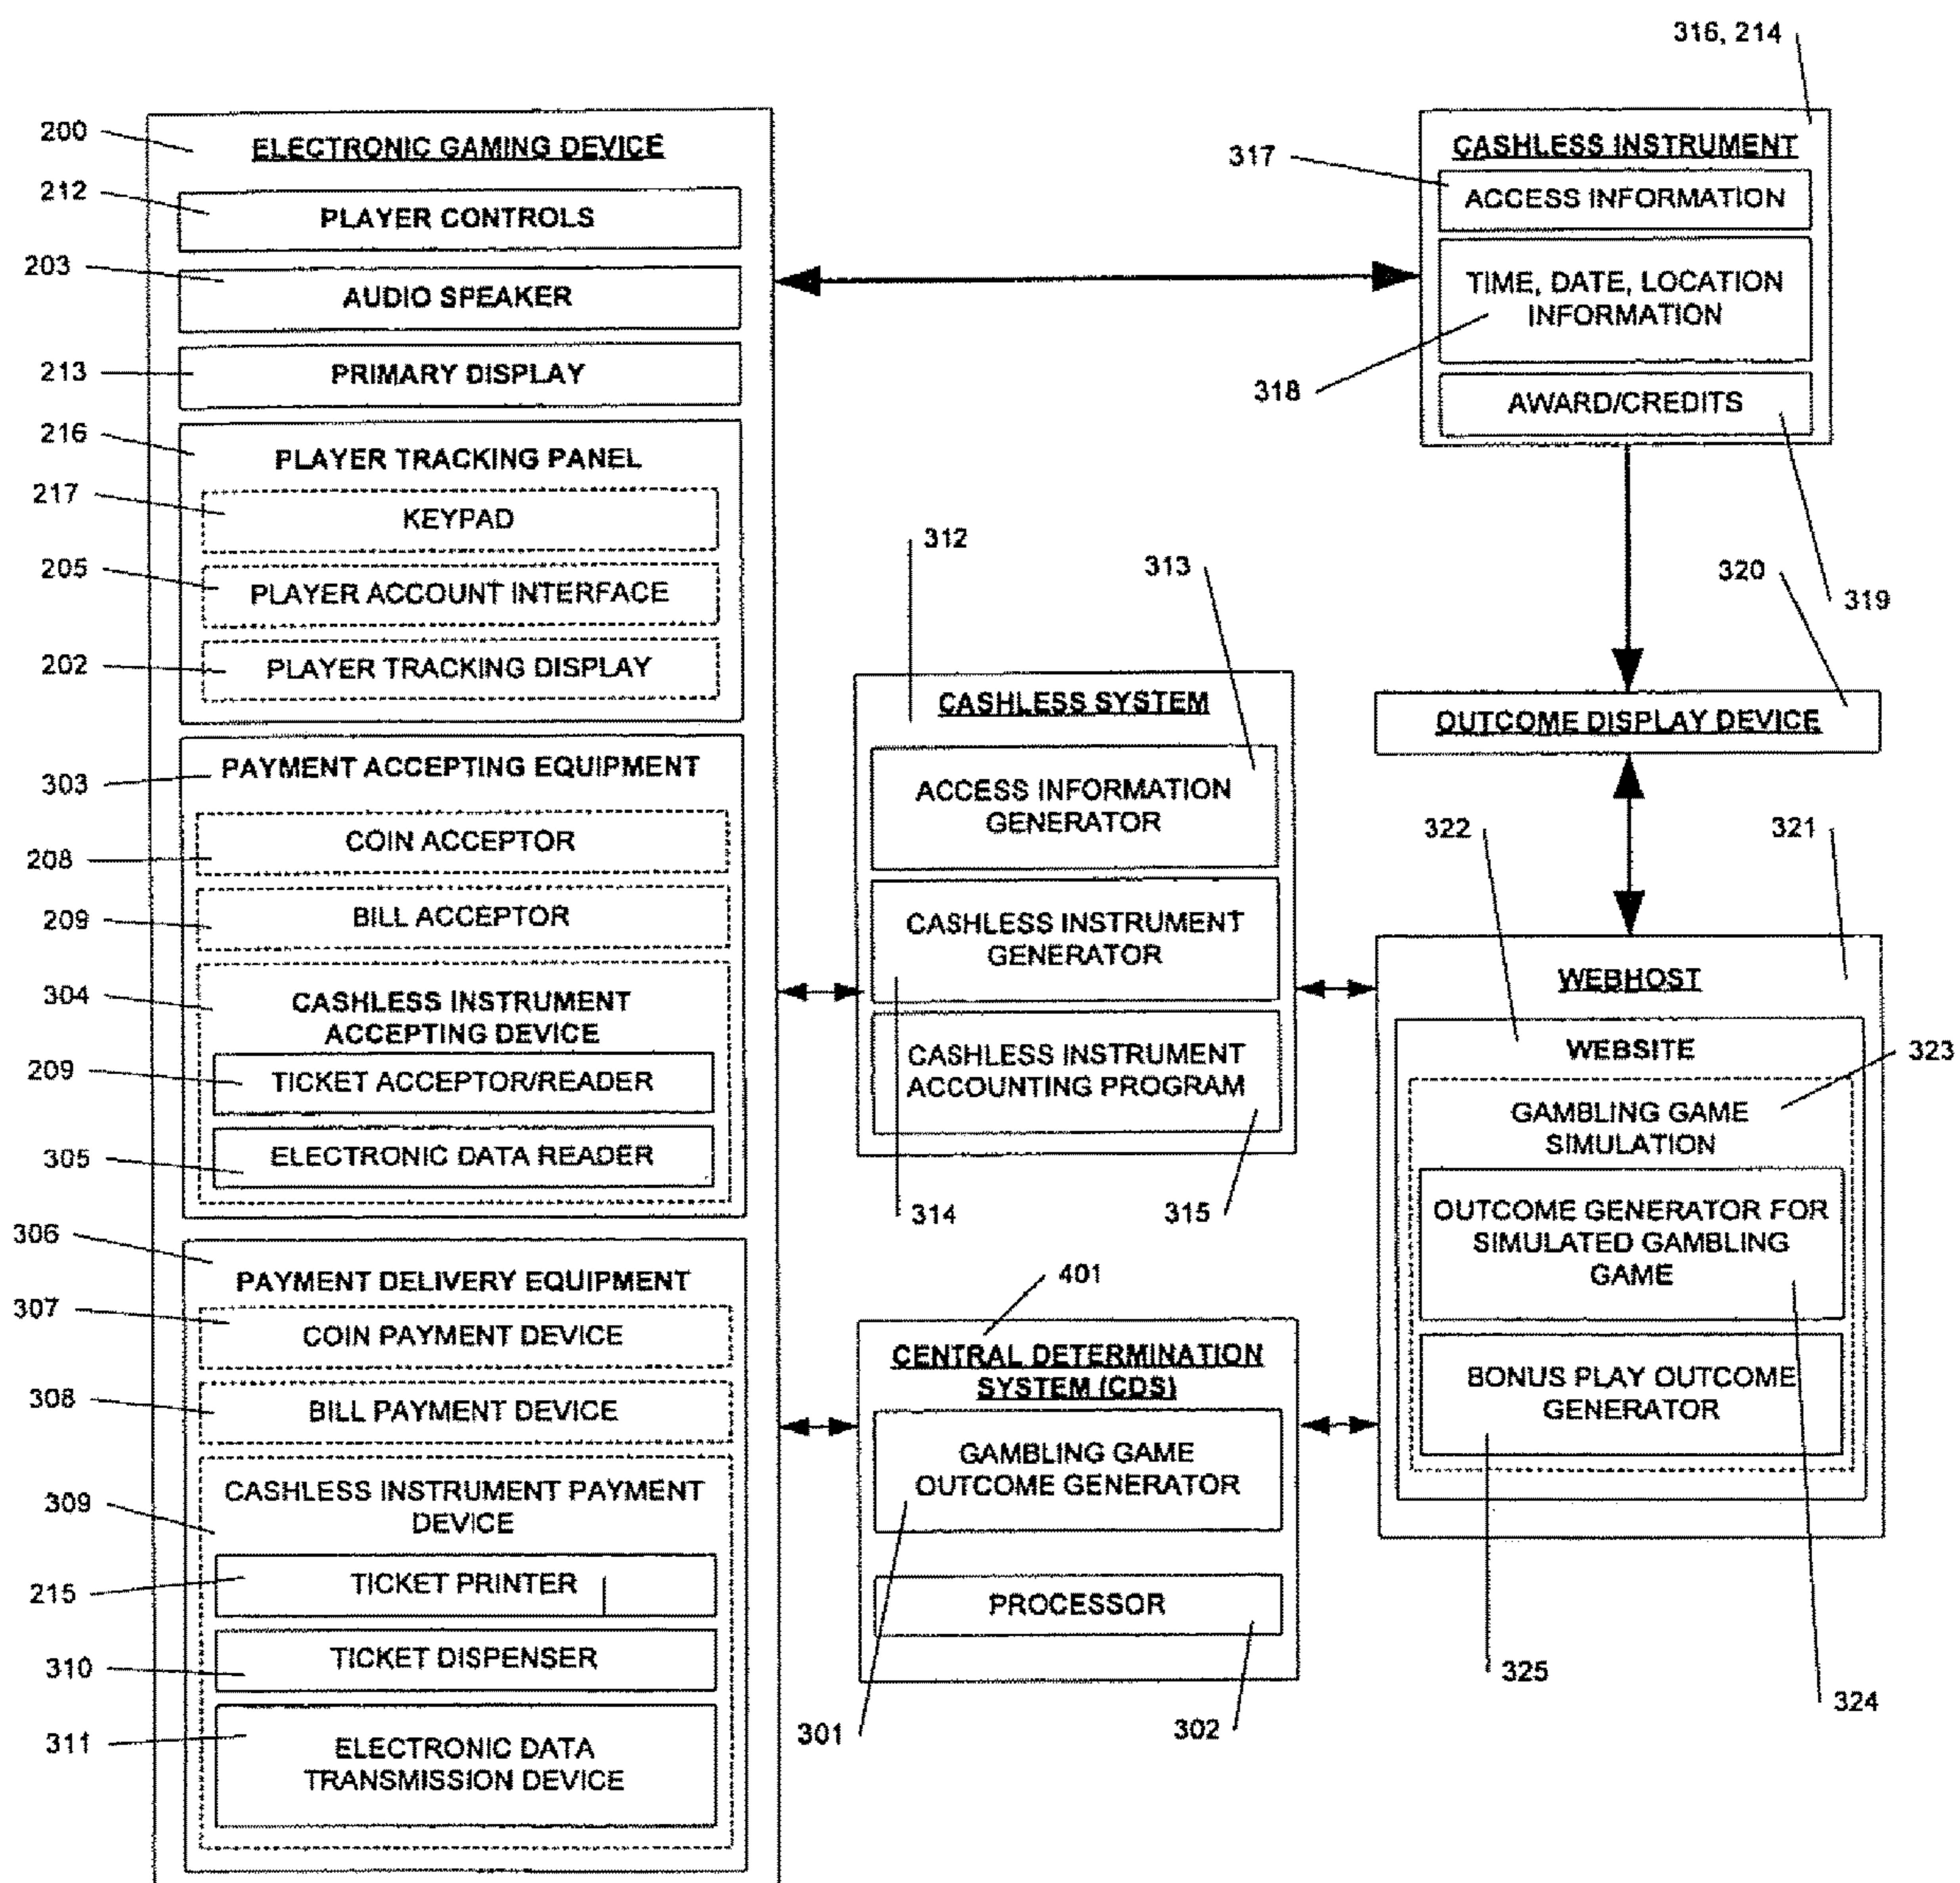 316, 214
200
ELECTRONIC GAMING DEVICE
212
PLAYER CONTROLS
203
AUDIO SPEAKER
213
PRIMARY DISPLAY
216
PLAYER TRACKING PANEL
217
KEYPAD
205
PLAYER ACCOUNT INTERFACE
202
PLAYER TRACKING DISPLAY
303
PAYMENT ACCEPTING EQUIPMENT
COIN ACCEPTOR
208
209
BILL ACCEPTOR
304
CASHLESS INSTRUMENT
ACCEPTING DEVICE
209
TICKET ACCEPTOR/READER
305
ELECTRONIC DATA READER
306
PAYMENT DELIVERY EQUIPMENT
307
COIN PAYMENT DEVICE
308
BILL PAYMENT DEVICE
309
CASHLESS INSTRUMENT PAYMENT
DEVICE
215
TICKET PRINTER
310
TICKET DISPENSER
311
ELECTRONIC DATA
TRANSMISSION DEVICE
317
CASHLESS INSTRUMENT
ACCESS INFORMATION
TIME, DATE, LOCATION
INFORMATION
318
AWARD/CREDITS
319
320
OUTCOME DISPLAY DEVICE
312
313
CASHLESS SYSTEM
ACCESS INFORMATION
GENERATOR
CASHLESS INSTRUMENT
GENERATOR
CASHLESS INSTRUMENT
ACCOUNTING PROGRAM
314
315
401
CENTRAL DETERMINATION
SYSTEM (CDS)
GAMBLING GAME
OUTCOME GENERATOR
PROCESSOR
301
302
322
321
WEBHOST
WEBSITE
323
GAMBLING GAME
SIMULATION
OUTCOME GENERATOR FOR
SIMULATED GAMBLING
GAME
BONUS PLAY OUTCOME
GENERATOR
325
324